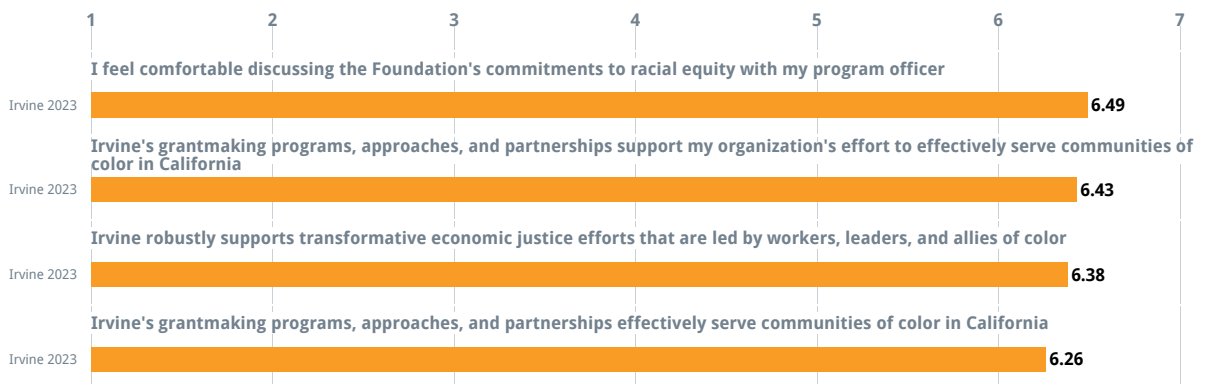 1 2 3 4 5 6 7
I feel comfortable discussing the Foundation's commitments to racial equity with my program officer
Irvine 2023 6.49
Irvine's grantmaking programs, approaches, and partnerships support my organization's effort to effectively serve communities of
color in California
Irvine 2023 6.43
Irvine robustly supports transformative economic justice efforts that are led by workers, leaders, and allies of color
Irvine 2023 6.38
Irvine's grantmaking programs, approaches, and partnerships effectively serve communities of color in California
Irvine 2023 6.26